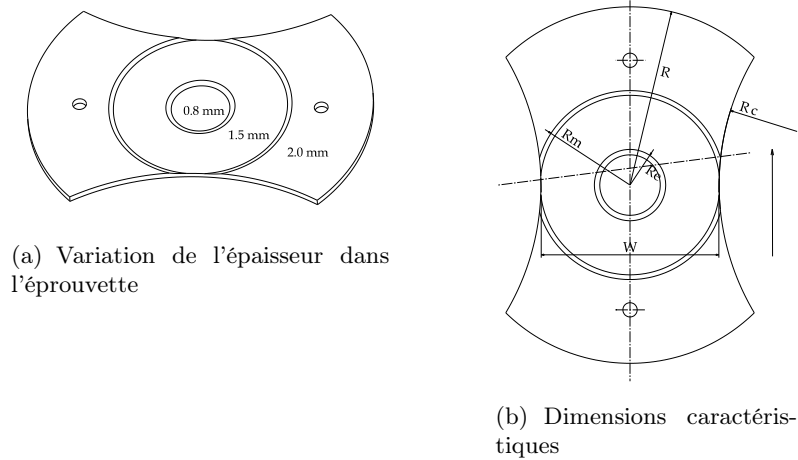 0.8 mm
1.5 mm
2.0 mm
(a) Variation de l'épaisseur dans
l'éprouvette
R
Rc
Rm
Re
W
(b) Dimensions caractéris-
tiques